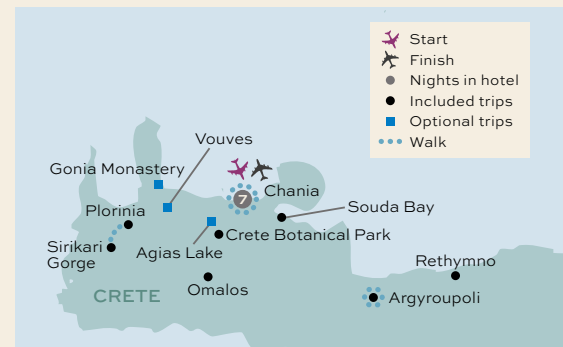 Start
Finish
Nights in hotel
Included trips
Optional trips
Walk
Vouves
Gonia Monastery
Chania
7
Plorinia
Souda Bay
Sirikari
Gorge
Agias Lake
Crete Botanical Park
Rethymno
Omalos
CRETE
Argyroupoli